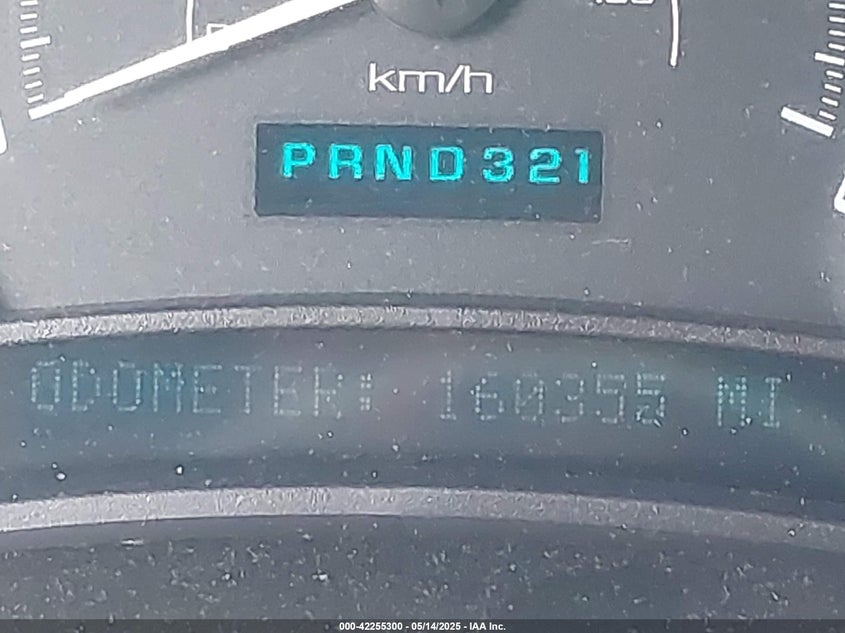 km/h
PRND321
ODOMETER: 160355 MI
000-42255300 - 05/14/2025 - IAA Inc.